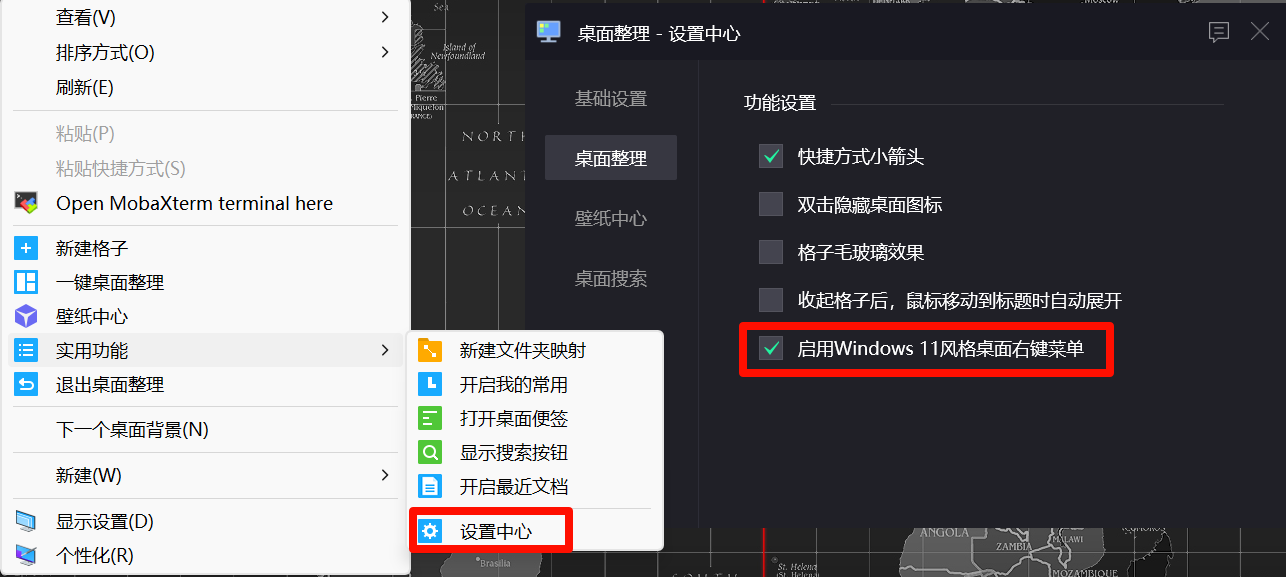 查看(V)
排序方式(O)
刷新(E)
粘贴(P)
粘贴快捷方式(S)
Open MobaXterm terminal here
新建格子
一键桌面整理
壁纸中心
实用功能
退出桌面整理
下一个桌面背景(N)
新建(W)
显示设置(D)
个性化(R)
新建文件夹映射
开启我的常用
打开桌面便签
显示搜索按钮
开启最近文档
设置中心
Sea
Island of
Newfoundland
Pierre
Miquelon
NORTH
ATLANT
OCEAN
桌面整理 - 设置中心
基础设置
桌面整理
壁纸中心
桌面搜索
功能设置
快捷方式小箭头
双击隐藏桌面图标
格子毛玻璃效果
收起格子后，鼠标移动到标题时自动展开
启用Windows 11风格桌面右键菜单
Brasilia
St. Helena
ANGOLA
ZAMBIA
MALAWI
COMOROS
MOZAMBIQUE